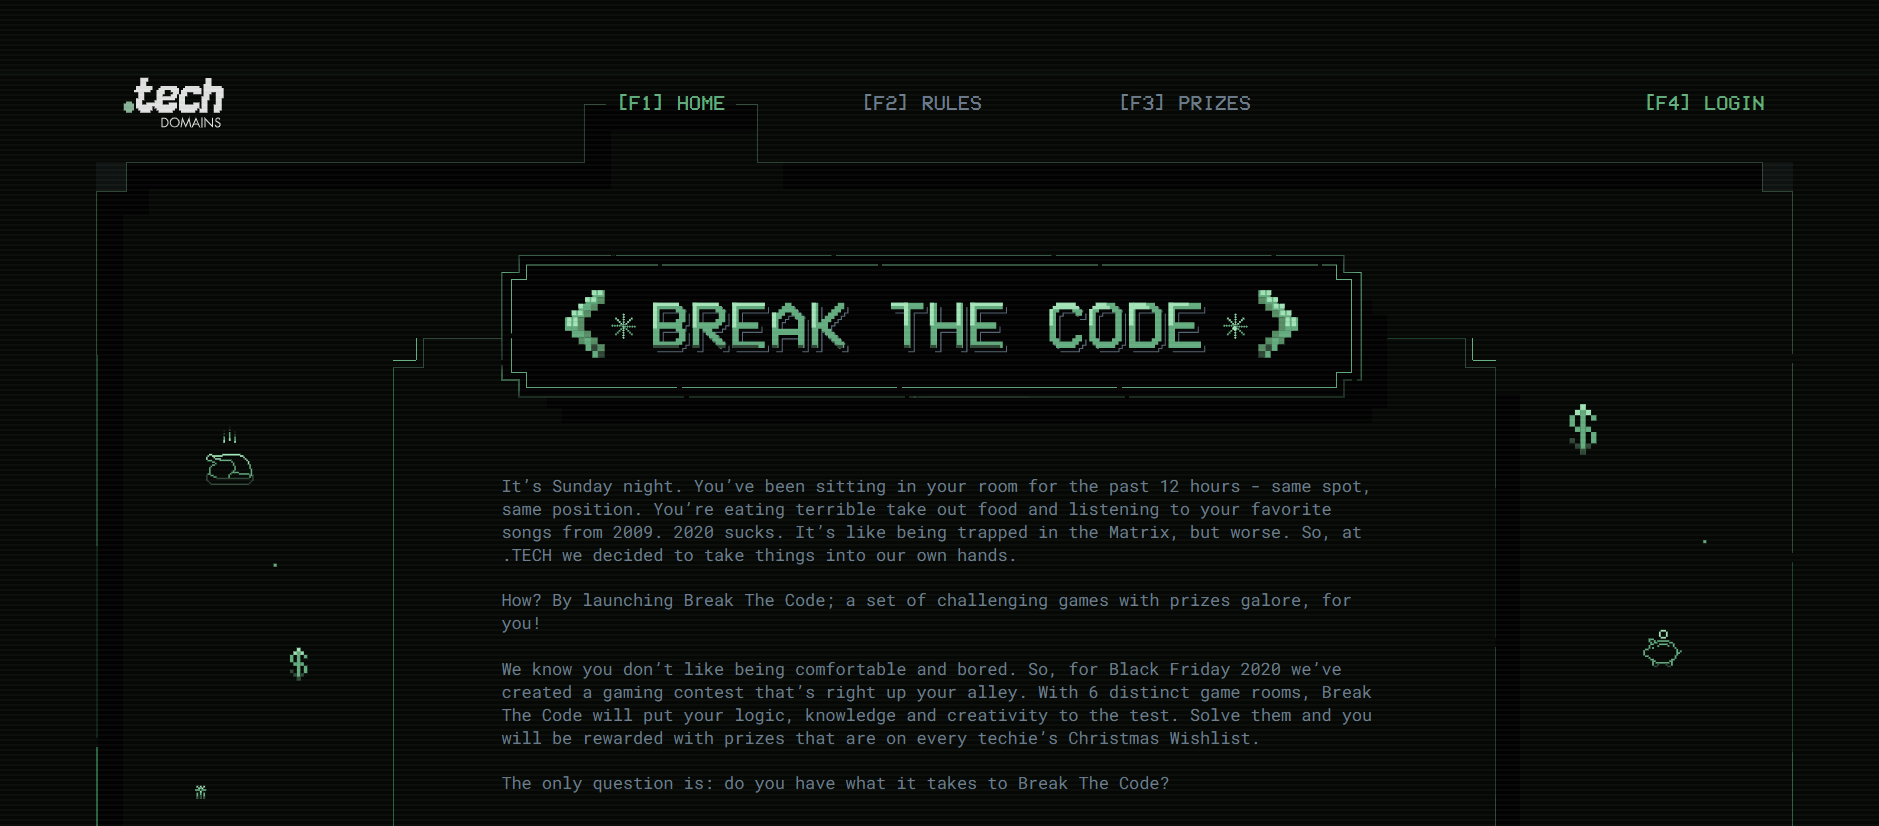 .tech
DOMAINS
[F1] HOME
[F2] RULES
[F3] PRIZES
[F4] LOGIN
BREAK THE CODE
It’s Sunday night. You’ve been sitting in your room for the past 12 hours - same spot,
same position. You’re eating terrible take out food and listening to your favorite
songs from 2009. 2020 sucks. It’s like being trapped in the Matrix, but worse. So, at
.TECH we decided to take things into our own hands.
How? By launching Break The Code; a set of challenging games with prizes galore, for
you!
We know you don’t like being comfortable and bored. So, for Black Friday 2020 we’ve
created a gaming contest that’s right up your alley. With 6 distinct game rooms, Break
The Code will put your logic, knowledge and creativity to the test. Solve them and you
will be rewarded with prizes that are on every techie’s Christmas Wishlist.
The only question is: do you have what it takes to Break The Code?